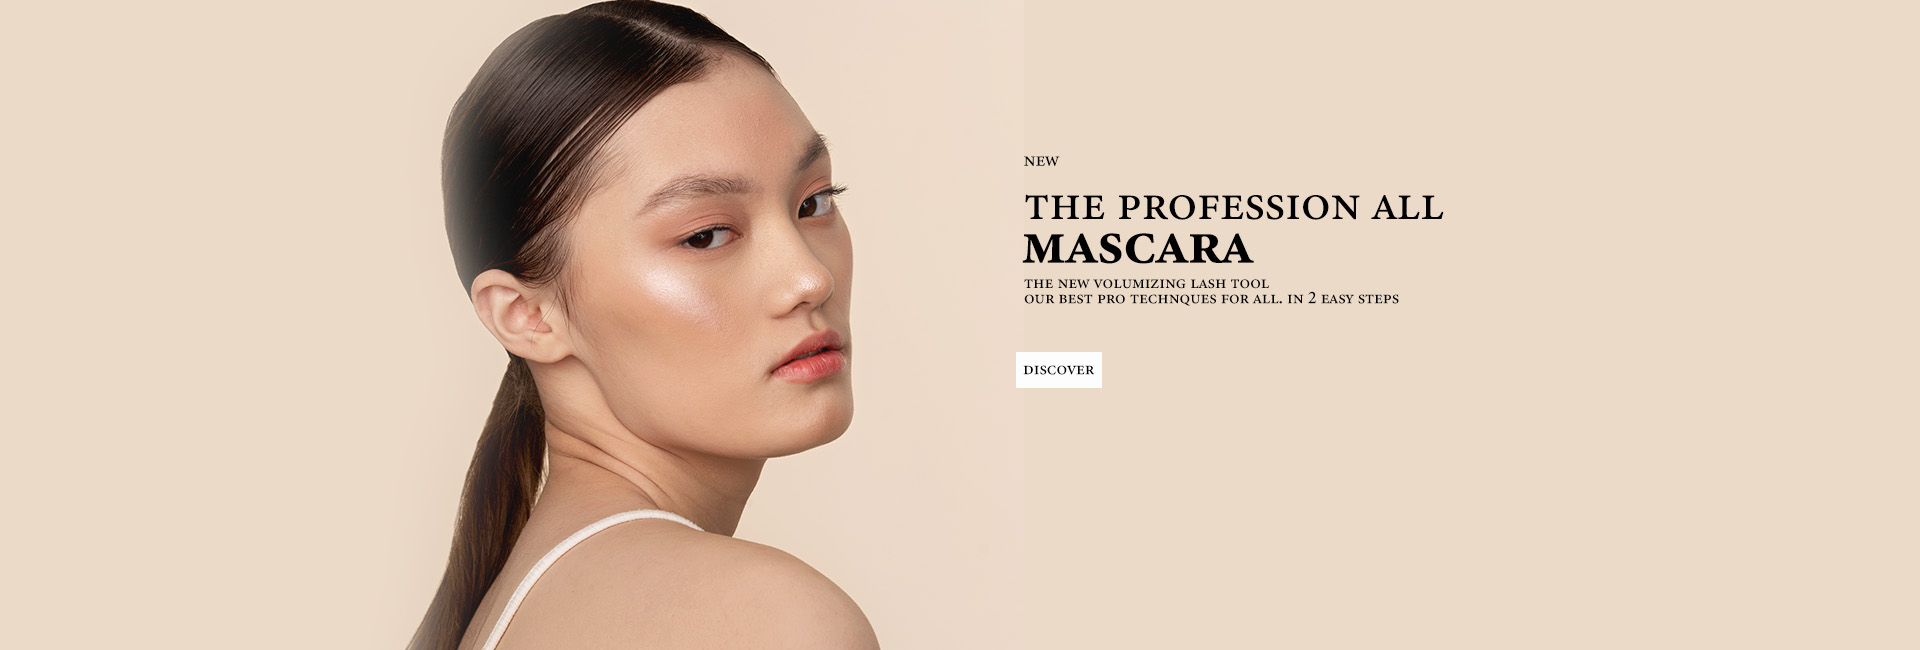 NEW
THE PROFESSION ALL
MASCARA
THE NEW VOLUMIZING LASH TOOL
OUR BEST PRO TECHNQUES FOR ALL. IN 2 EASY STEPS
DISCOVER